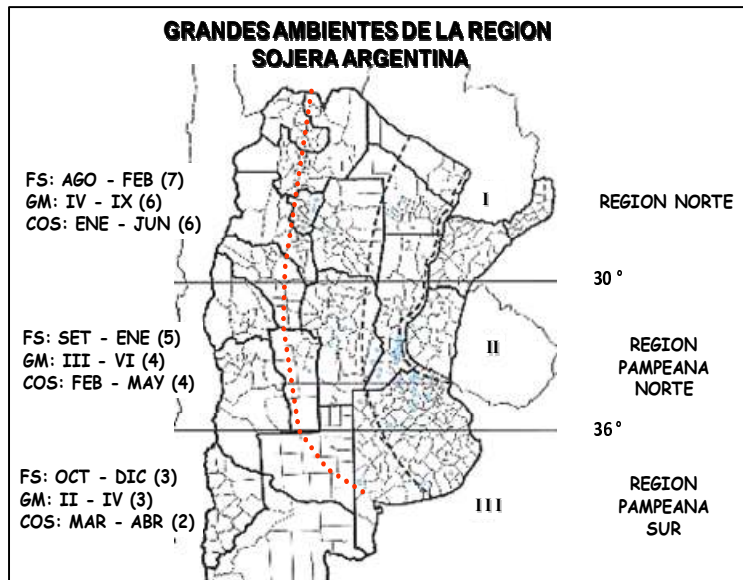 GRANDES AMBIENTES DE LA REGION
SOJERA ARGENTINA
FS: AGO - FEB (7)
GM: IV - IX (6)
COS: ENE - JUN (6)
I
REGION NORTE
30 °
FS: SET - ENE (5)
GM: III - VI (4)
COS: FEB - MAY (4)
II
REGION
PAMPEANA
NORTE
36 °
FS: OCT - DIC (3)
GM: II - IV (3)
COS: MAR - ABR (2)
III
REGION
PAMPEANA
SUR